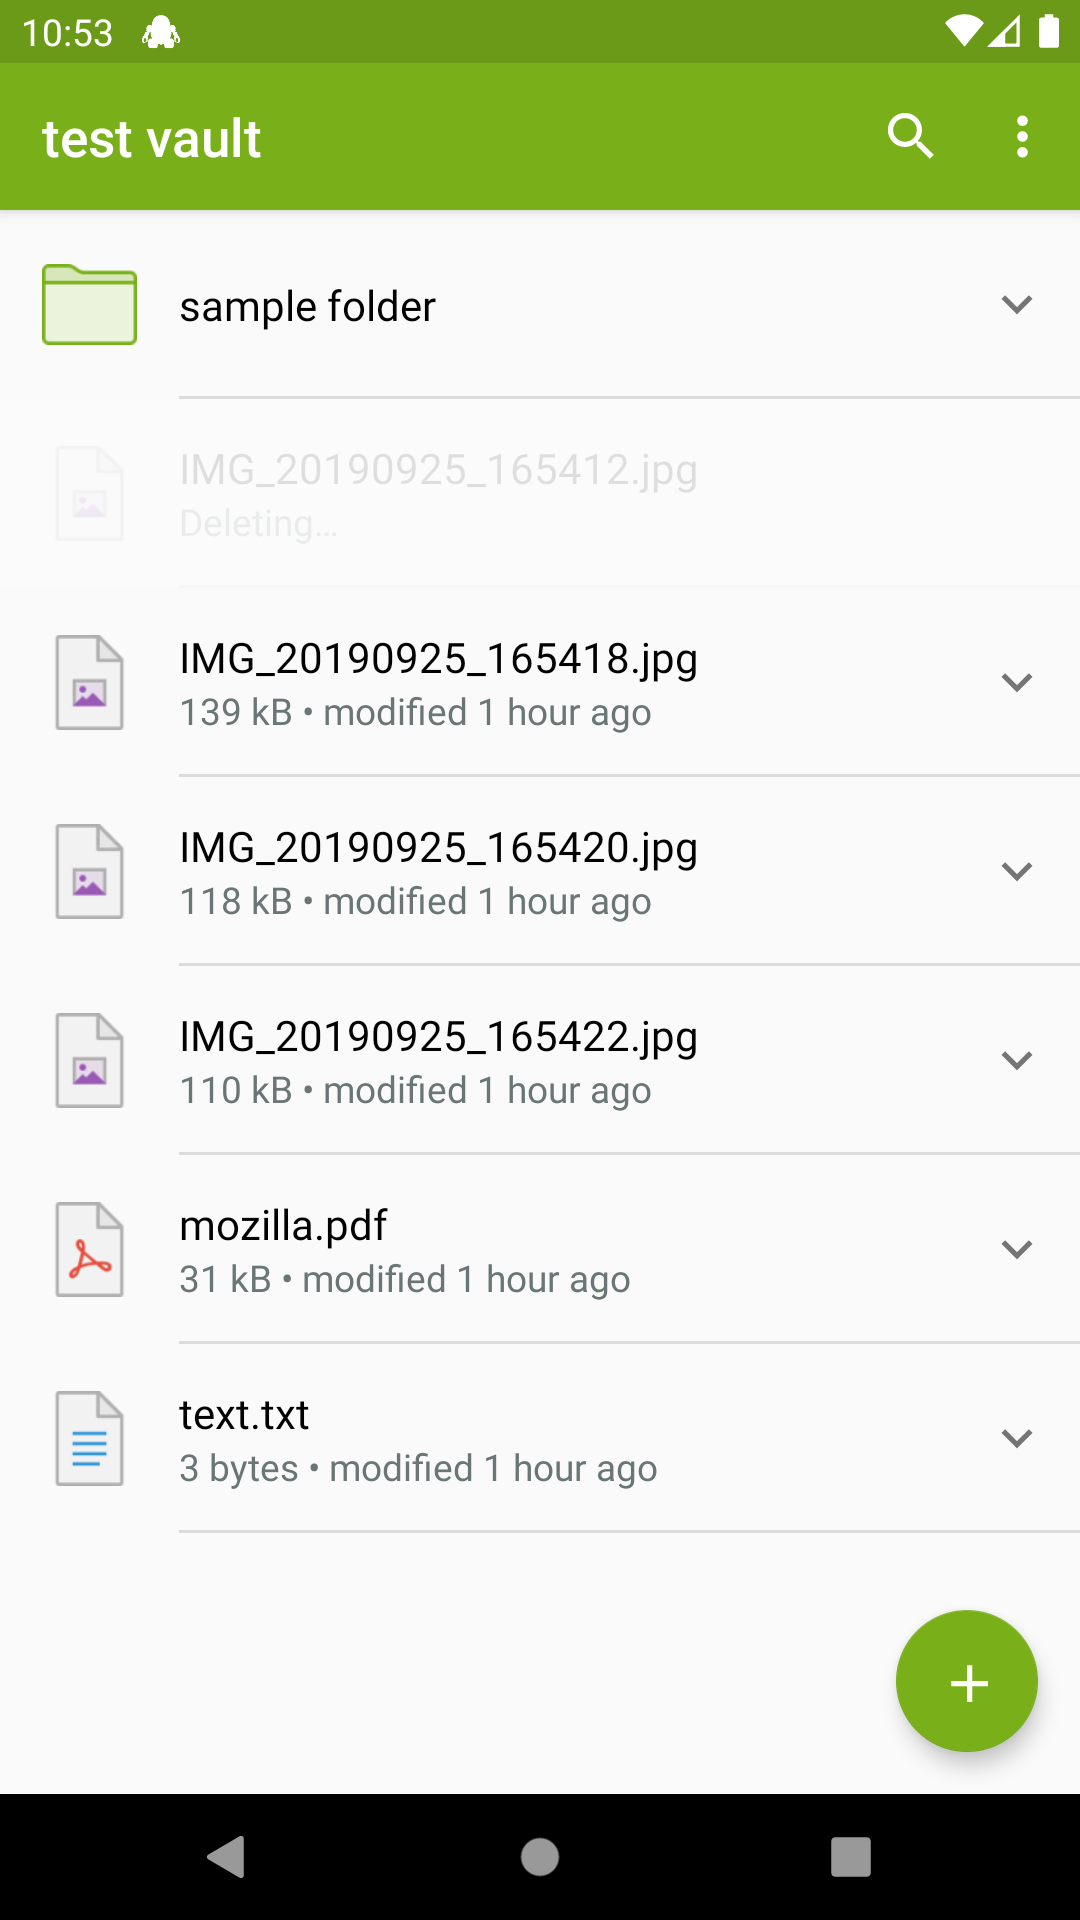 10:53
test vault
sample folder
IMG_20190925_165412.jpg
Deleting…
IMG_20190925_165418.jpg
139 kB • modified 1 hour ago
IMG_20190925_165420.jpg
118 kB • modified 1 hour ago
IMG_20190925_165422.jpg
110 kB • modified 1 hour ago
mozilla.pdf
31 kB • modified 1 hour ago
text.txt
3 bytes • modified 1 hour ago